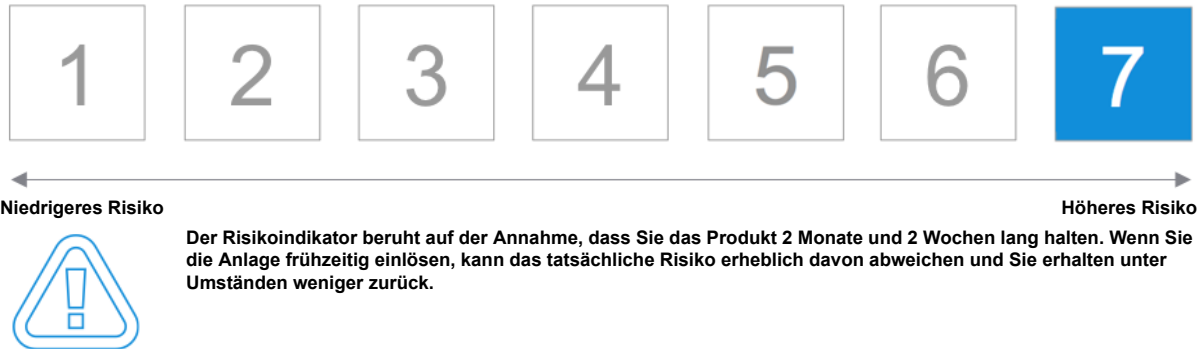 1 2 3 4 5 6 7
Niedrigeres Risiko Höheres Risiko
Der Risikoindikator beruht auf der Annahme, dass Sie das Produkt 2 Monate und 2 Wochen lang halten. Wenn Sie
die Anlage frühzeitig einlösen, kann das tatsächliche Risiko erheblich davon abweichen und Sie erhalten unter
Umständen weniger zurück.